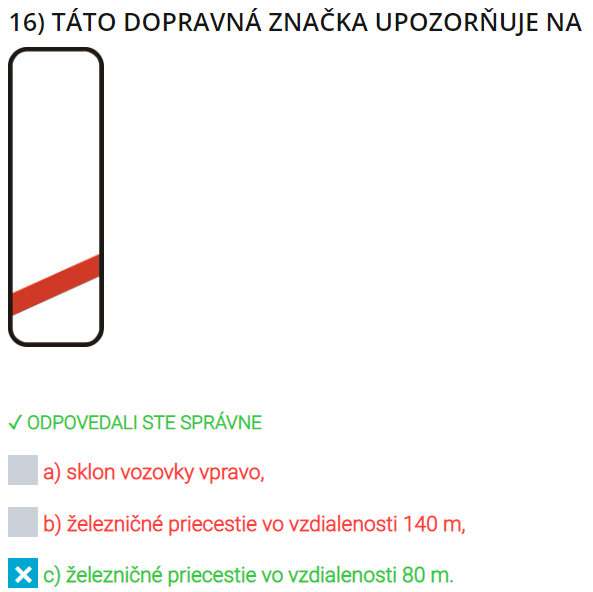 16) TÁTO DOPRAVNÁ ZNAČKA UPOZORŇUJE NA
✓ ODPOVEDALI STE SPRÁVNE
a) sklon vozovky vpravo,
b) železničné priecestie vo vzdialenosti 140 m,
c) železničné priecestie vo vzdialenosti 80 m.